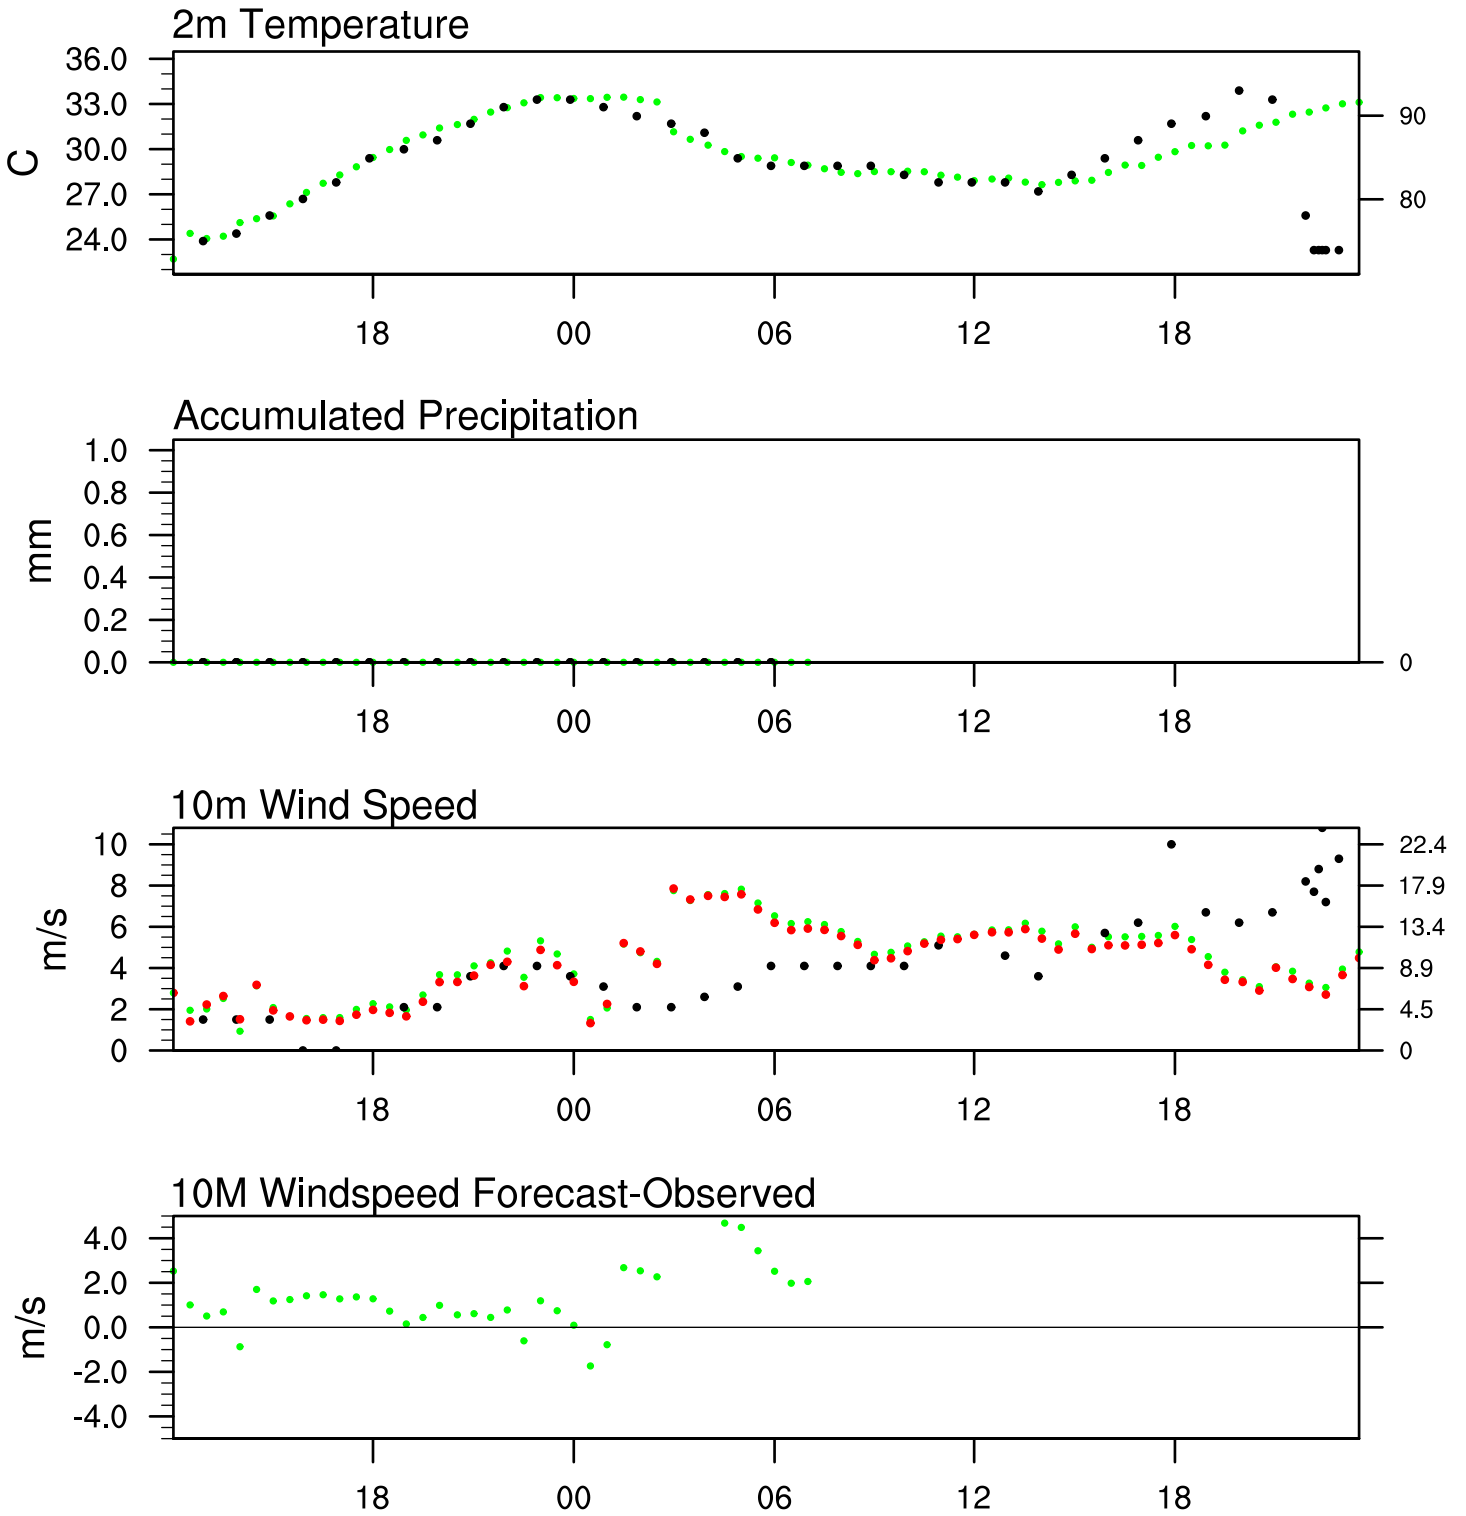 2m Temperature
36.0
33.0
30.0
27.0
24.0
C
90
80
18 00 06 12 18
Accumulated Precipitation
1.0
0.8
0.6
0.4
0.2
0.0
mm
0
18 00 06 12 18
10m Wind Speed
10
8
6
4
2
0
m/s
22.4
17.9
13.4
8.9
4.5
0
18 00 06 12 18
10M Windspeed Forecast-Observed
4.0
2.0
0.0
-2.0
-4.0
m/s
18 00 06 12 18